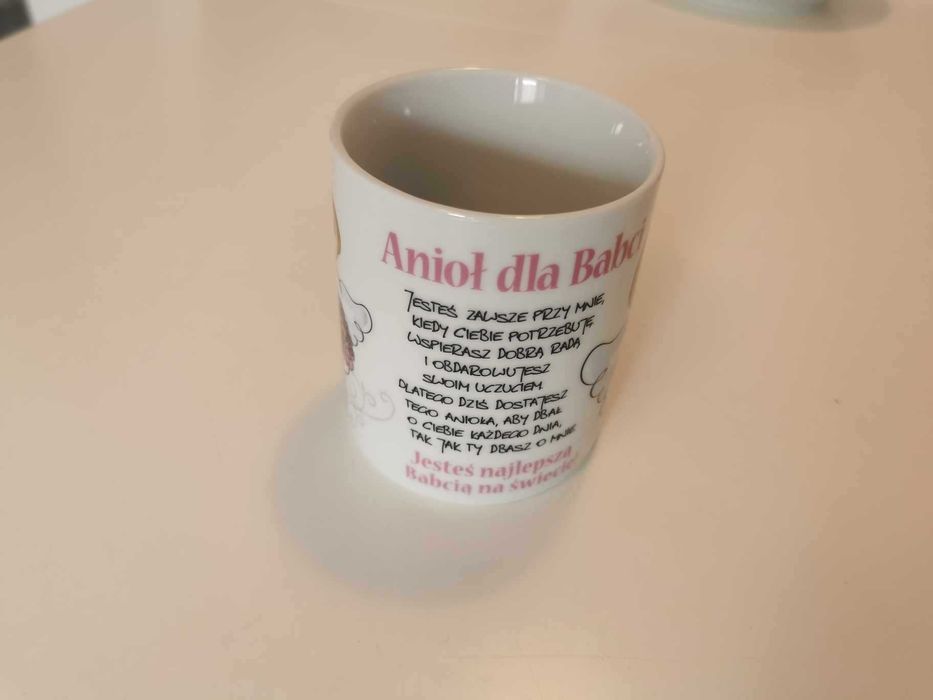 Anioł dla Babci
JESTEŚ ZAWSZE PRZY MNIE,
KIEDY CIEBIE POTRZEBUJĘ,
WSPIERASZ DOBRĄ RADĄ
I OBDAROWUJESZ
SWOIM UCZUCIEM.
DLATEGO DZIŚ DOSTAJESZ
TEGO ANIOŁA, ABY DBAŁ
O CIEBIE KAŻDEGO DNIA,
TAK JAK TY DBASZ O MNIE.
Jesteś najlepszą
Babcią na świecie